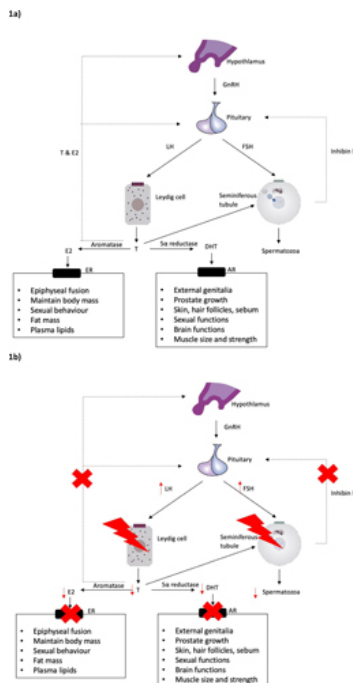 1a)
Hypothalamus
GnRH
Pituitary
T & E2
LH
FSH
Inhibin
Leydig cell
Seminiferous
tubule
E2
Aromatase
T
5α reductase
DHT
Spermatozoa
ER
AR
• Epiphyseal fusion
• Maintain body mass
• Sexual behaviour
• Fat mass
• Plasma lipids
• External genitalia
• Prostate growth
• Skin, hair follicles, sebum
• Sexual functions
• Brain functions
• Muscle size and strength
1b)
Hypothalamus
GnRH
Pituitary
LH
FSH
Inhibin
Leydig cell
Seminiferous
tubule
E2
Aromatase
T
5α reductase
DHT
Spermatozoa
ER
AR
• Epiphyseal fusion
• Maintain body mass
• Sexual behaviour
• Fat mass
• Plasma lipids
• External genitalia
• Prostate growth
• Skin, hair follicles, sebum
• Sexual functions
• Brain functions
• Muscle size and strength